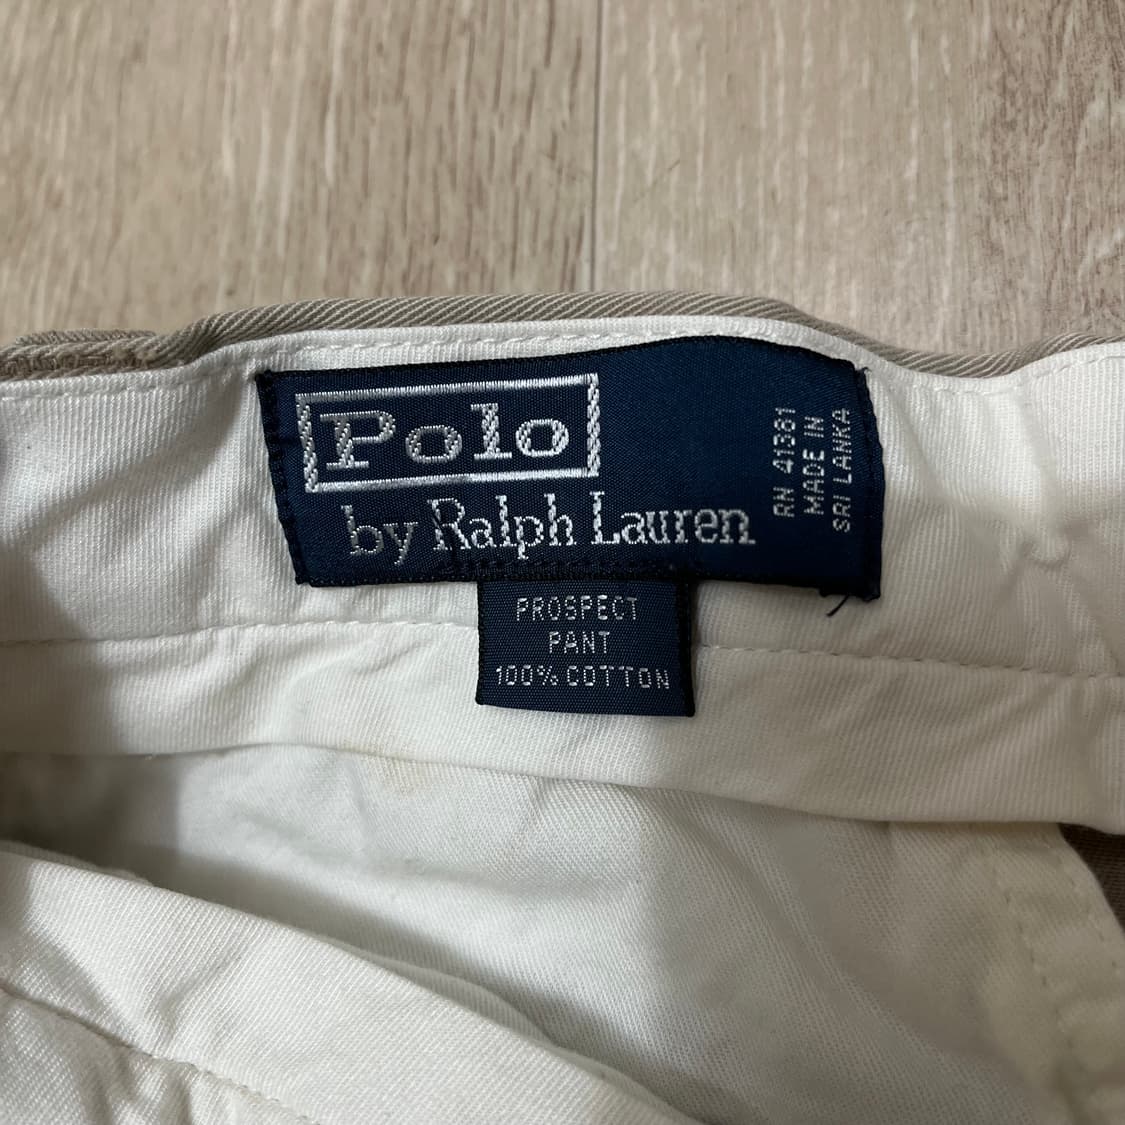 Polo
by Ralph Lauren
RN 41381
MADE IN
SRI LANKA
PROSPECT
PANT
100% COTTON